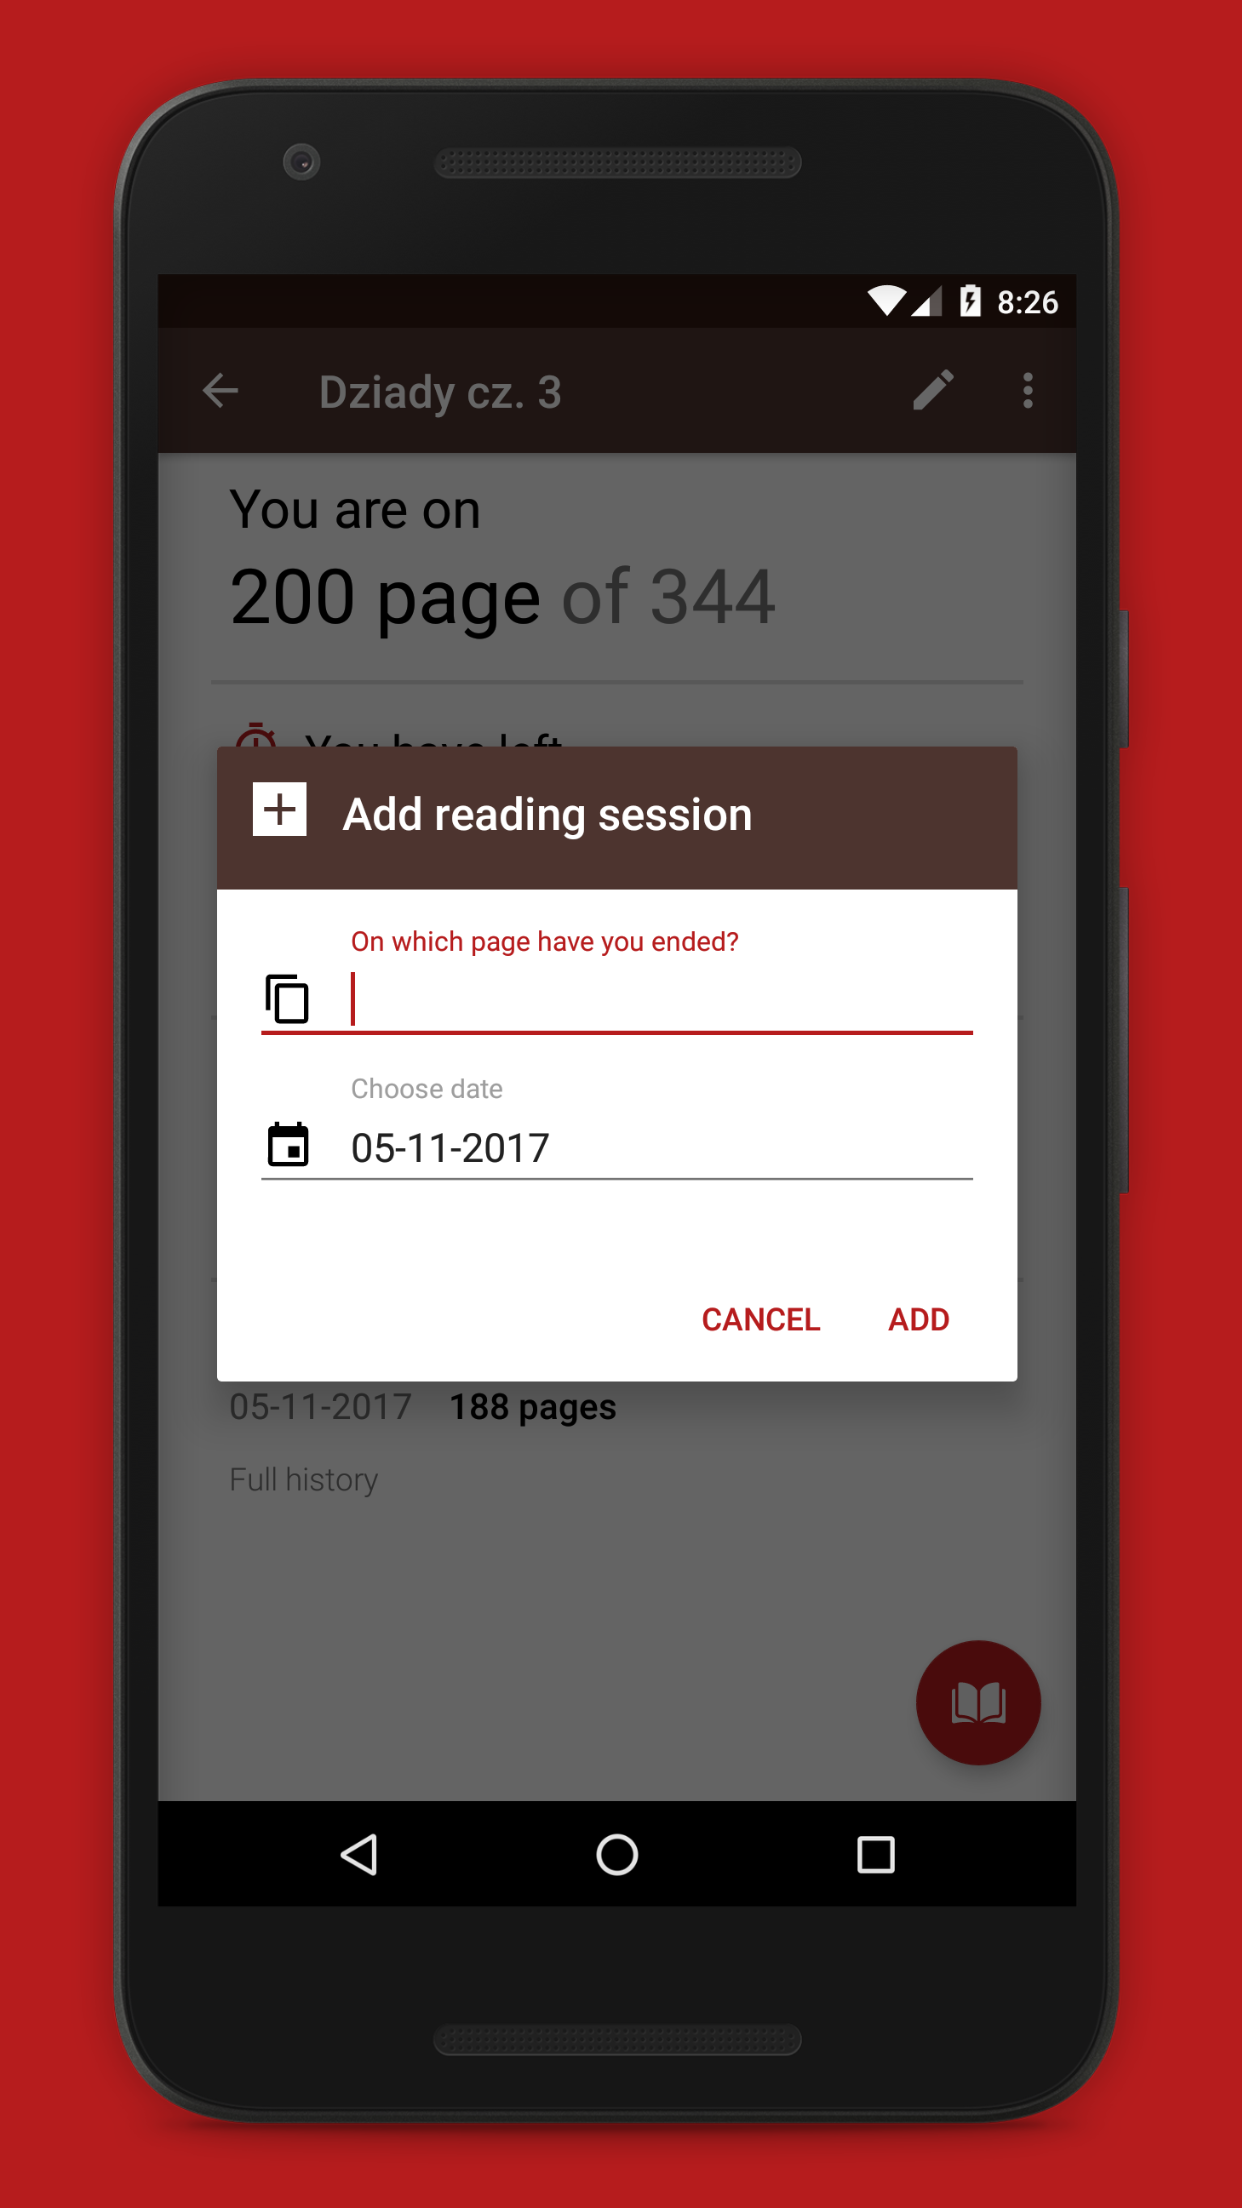 8:26
Dziady cz. 3
You are on
200 page of 344
You have left
Add reading session
On which page have you ended?
Choose date
05-11-2017
CANCEL ADD
05-11-2017 188 pages
Full history